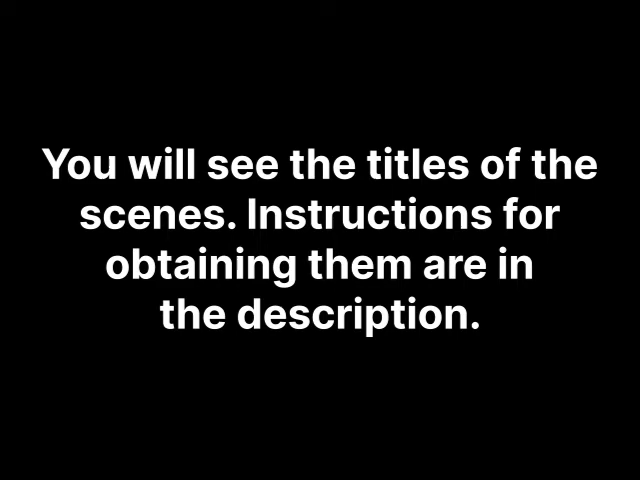 You will see the titles of the
scenes. Instructions for
obtaining them are in
the description.